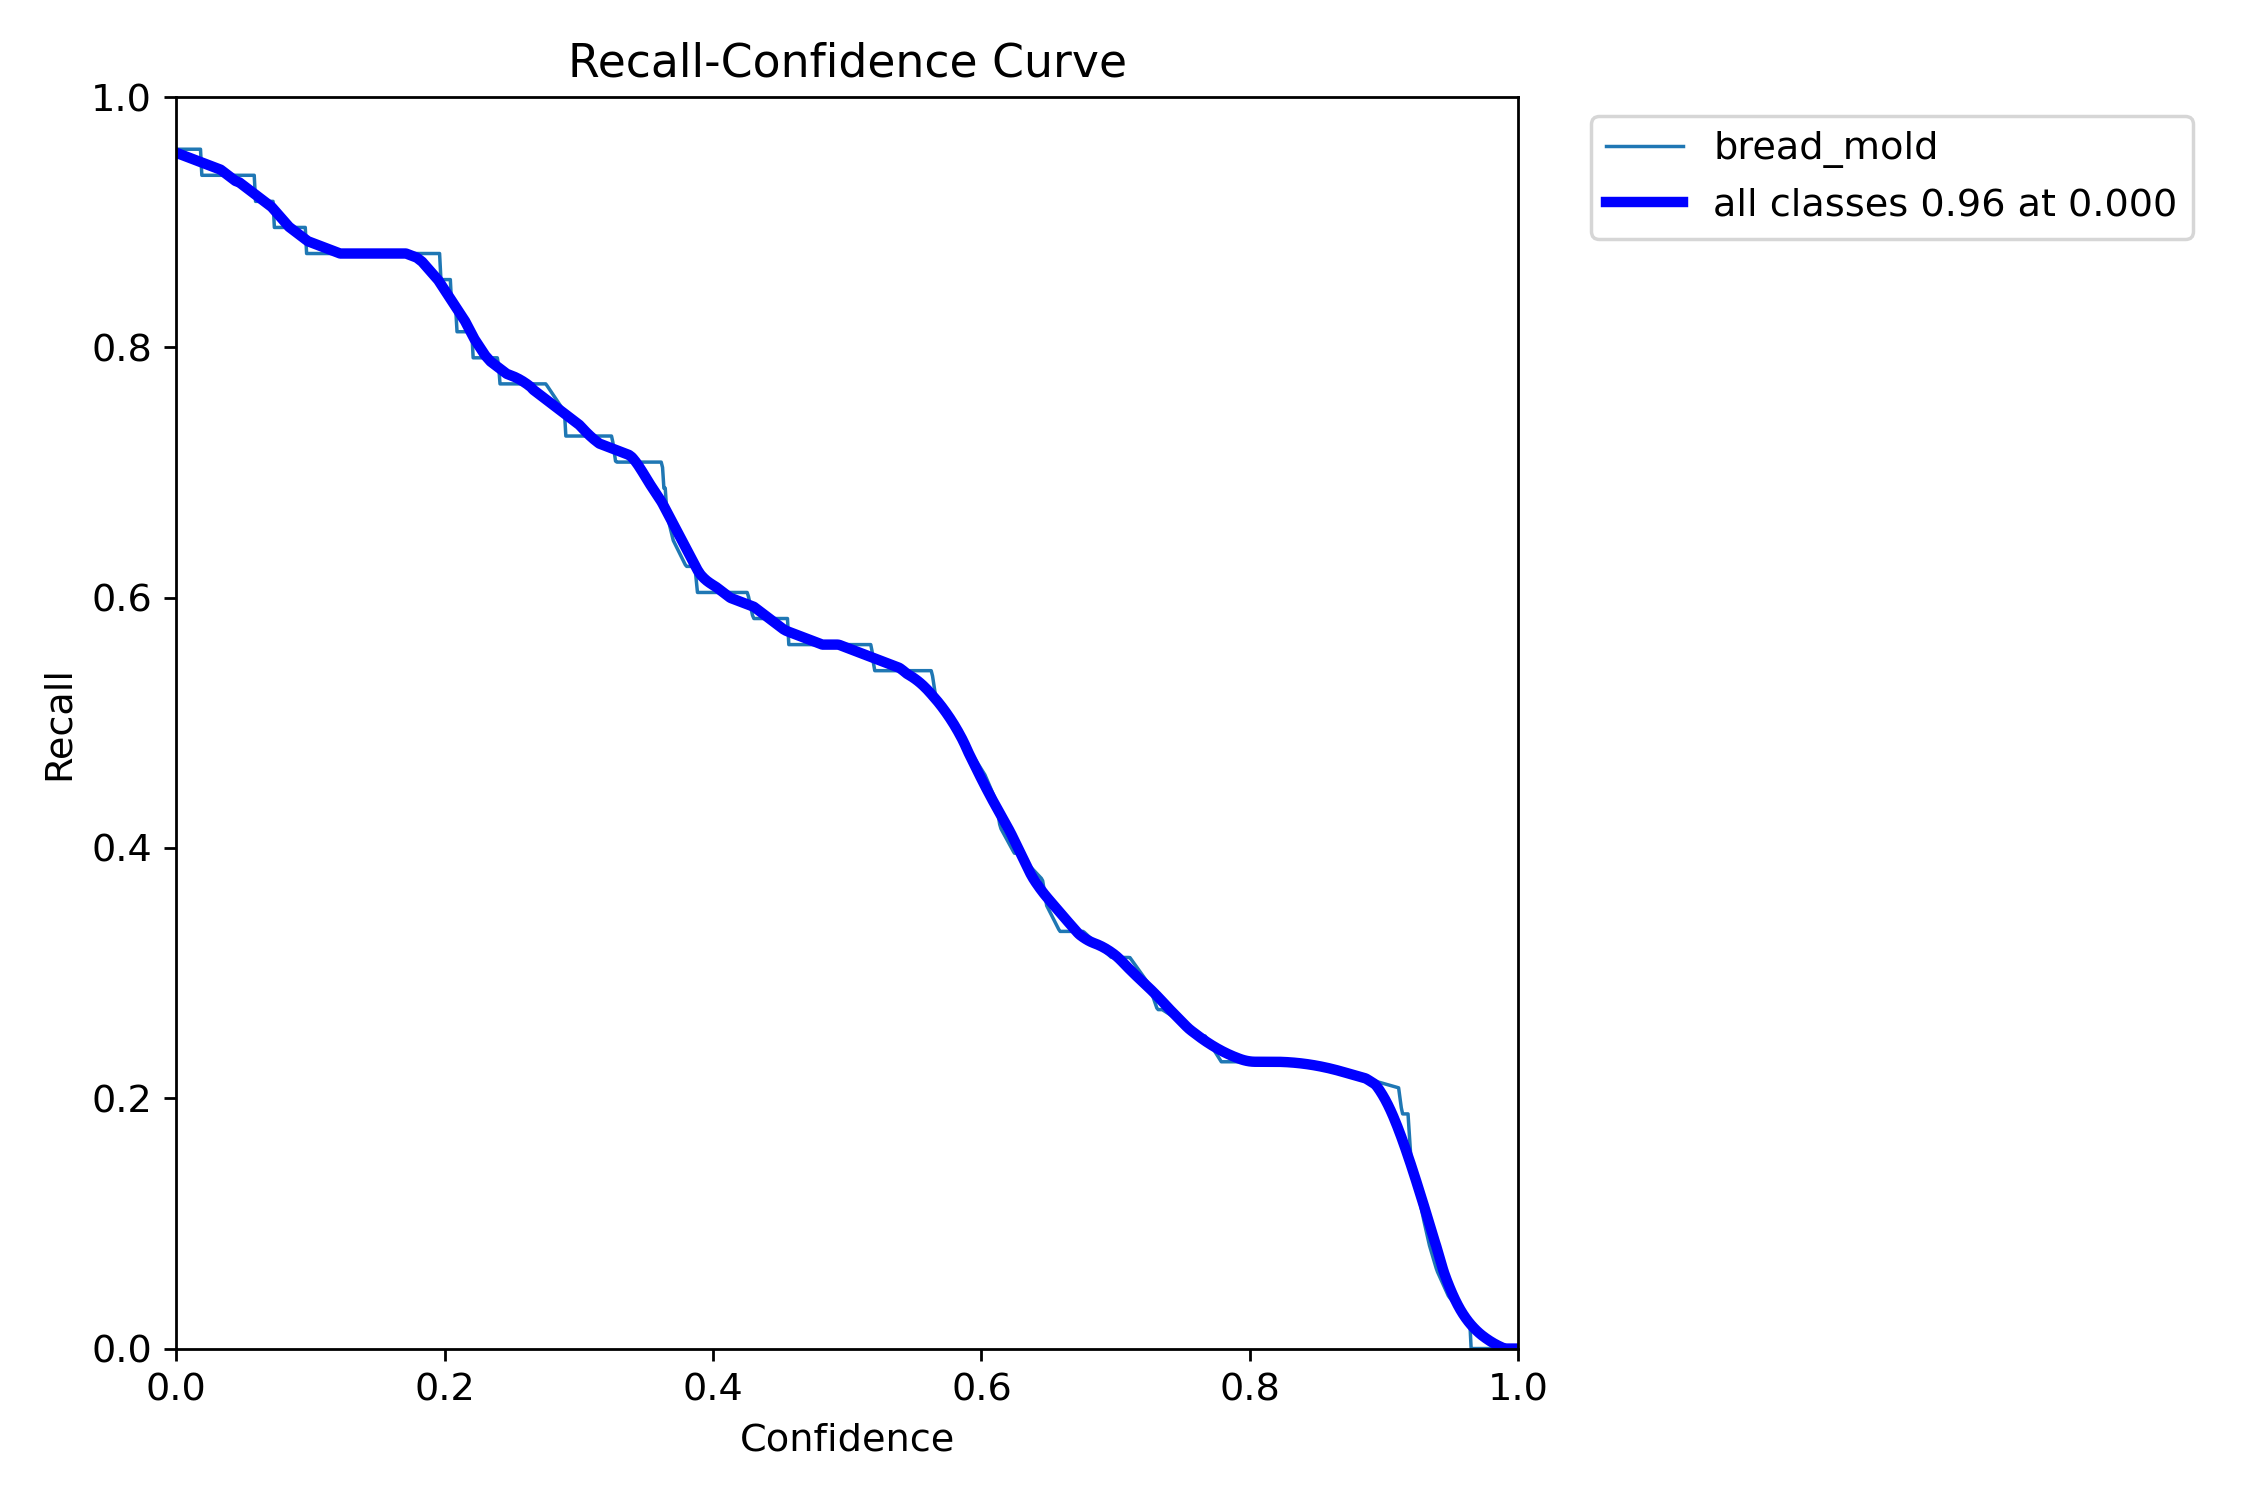 Recall-Confidence Curve
1.0
0.8
0.6
0.4
0.2
0.0
Recall
0.0 0.2 0.4 0.6 0.8 1.0
Confidence
bread_mold
all classes 0.96 at 0.000